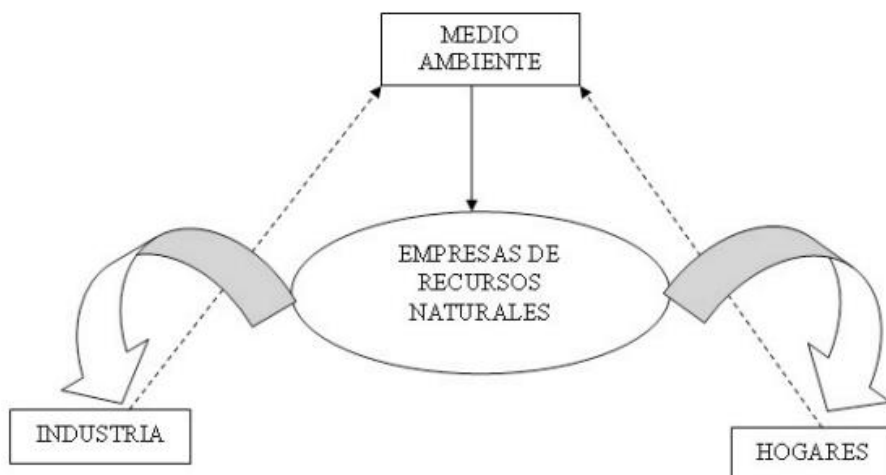 MEDIO
AMBIENTE
EMPRESAS DE
RECURSOS
NATURALES
INDUSTRIA
HOGARES